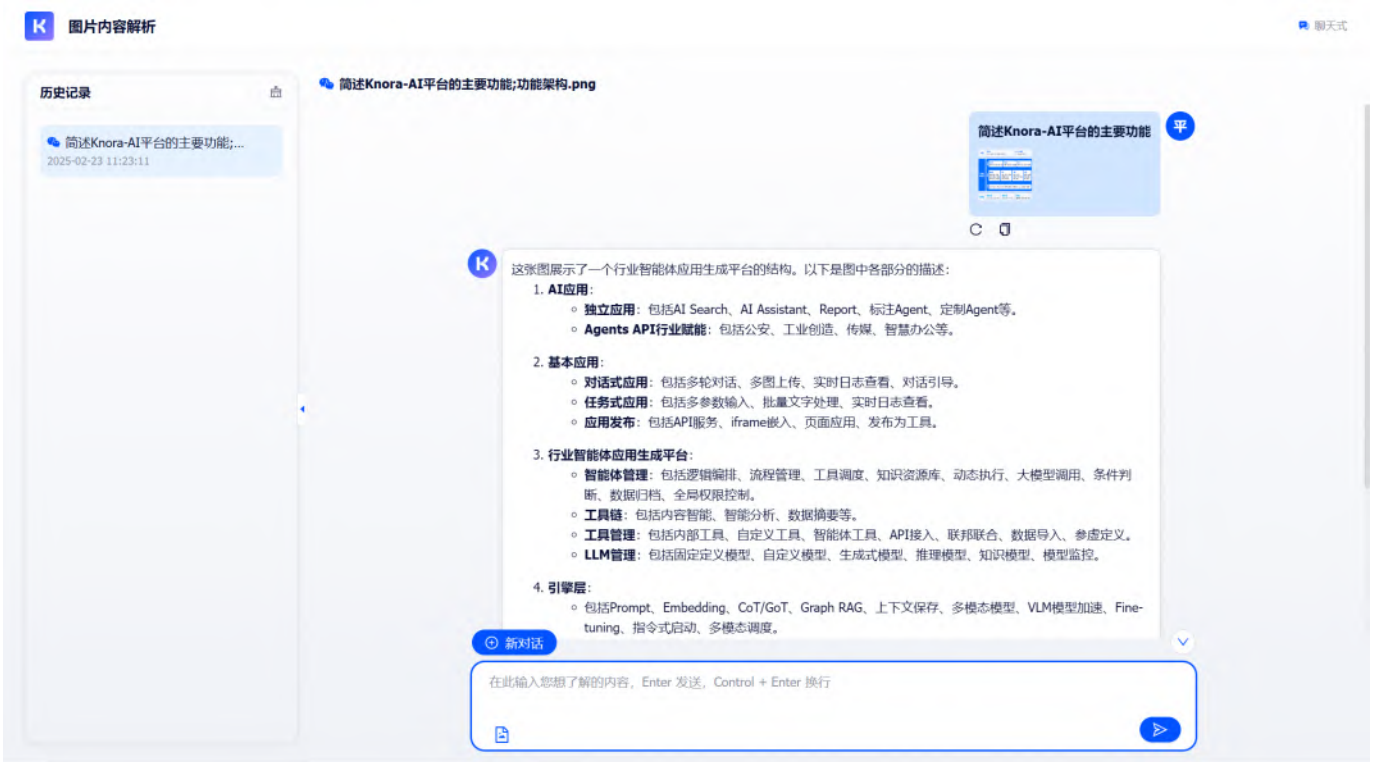 K 图片内容解析
聊天式
历史记录
简述Knora-AI平台的主要功能;...
2025-02-23 11:23:11
简述Knora-AI平台的主要功能;功能架构.png
简述Knora-AI平台的主要功能
平
K
这张图展示了一个行业智能体应用生成平台的结构。以下是图中各部分的描述：
1. AI应用：
独立应用：包括AI Search、AI Assistant、Report、标注Agent、定制Agent等。
Agents API行业赋能：包括公安、工业创造、传媒、智慧办公等。
2. 基本应用：
对话式应用：包括多轮对话、多图上传、实时日志查看、对话引导。
任务式应用：包括多参数输入、批量文字处理、实时日志查看。
应用发布：包括API服务、iframe嵌入、页面应用、发布为工具。
3. 行业智能体应用生成平台：
智能体管理：包括逻辑编排、流程管理、工具调度、知识资源库、动态执行、大模型调用、条件判
断、数据归档、全局权限控制。
工具链：包括内容智能、智能分析、数据摘要等。
工具管理：包括内部工具、自定义工具、智能体工具、API接入、联邦联合、数据导入、参虑定义。
LLM管理：包括固定定义模型、自定义模型、生成式模型、推理模型、知识模型、模型监控。
4. 引擎层：
包括Prompt、Embedding、CoT/GoT、Graph RAG、上下文保存、多模态模型、VLM模型加速、Fine-
tuning、指令式启动、多模态调度。
新对话
在此输入您想了解的内容，Enter 发送，Control + Enter 换行